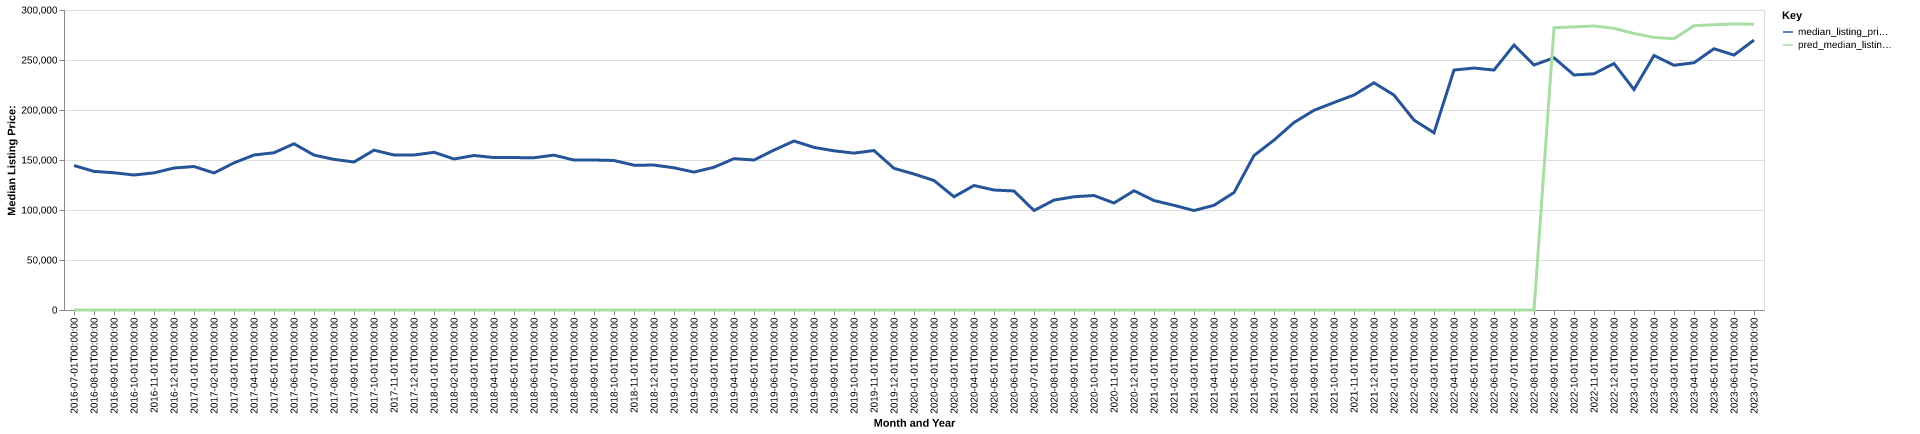 300,000
250,000
200,000
150,000
100,000
50,000
0
Median Listing Price:
2016-07-01T00:00:00
2016-08-01T00:00:00
2016-09-01T00:00:00
2016-10-01T00:00:00
2016-11-01T00:00:00
2016-12-01T00:00:00
2017-01-01T00:00:00
2017-02-01T00:00:00
2017-03-01T00:00:00
2017-04-01T00:00:00
2017-05-01T00:00:00
2017-06-01T00:00:00
2017-07-01T00:00:00
2017-08-01T00:00:00
2017-09-01T00:00:00
2017-10-01T00:00:00
2017-11-01T00:00:00
2017-12-01T00:00:00
2018-01-01T00:00:00
2018-02-01T00:00:00
2018-03-01T00:00:00
2018-04-01T00:00:00
2018-05-01T00:00:00
2018-06-01T00:00:00
2018-07-01T00:00:00
2018-08-01T00:00:00
2018-09-01T00:00:00
2018-10-01T00:00:00
2018-11-01T00:00:00
2018-12-01T00:00:00
2019-01-01T00:00:00
2019-02-01T00:00:00
2019-03-01T00:00:00
2019-04-01T00:00:00
2019-05-01T00:00:00
2019-06-01T00:00:00
2019-07-01T00:00:00
2019-08-01T00:00:00
2019-09-01T00:00:00
2019-10-01T00:00:00
2019-11-01T00:00:00
2019-12-01T00:00:00
2020-01-01T00:00:00
2020-02-01T00:00:00
2020-03-01T00:00:00
2020-04-01T00:00:00
2020-05-01T00:00:00
2020-06-01T00:00:00
2020-07-01T00:00:00
2020-08-01T00:00:00
2020-09-01T00:00:00
2020-10-01T00:00:00
2020-11-01T00:00:00
2020-12-01T00:00:00
2021-01-01T00:00:00
2021-02-01T00:00:00
2021-03-01T00:00:00
2021-04-01T00:00:00
2021-05-01T00:00:00
2021-06-01T00:00:00
2021-07-01T00:00:00
2021-08-01T00:00:00
2021-09-01T00:00:00
2021-10-01T00:00:00
2021-11-01T00:00:00
2021-12-01T00:00:00
2022-01-01T00:00:00
2022-02-01T00:00:00
2022-03-01T00:00:00
2022-04-01T00:00:00
2022-05-01T00:00:00
2022-06-01T00:00:00
2022-07-01T00:00:00
2022-08-01T00:00:00
2022-09-01T00:00:00
2022-10-01T00:00:00
2022-11-01T00:00:00
2022-12-01T00:00:00
2023-01-01T00:00:00
2023-02-01T00:00:00
2023-03-01T00:00:00
2023-04-01T00:00:00
2023-05-01T00:00:00
2023-06-01T00:00:00
2023-07-01T00:00:00
Month and Year
Key
median_listing_pri…
pred_median_listin…